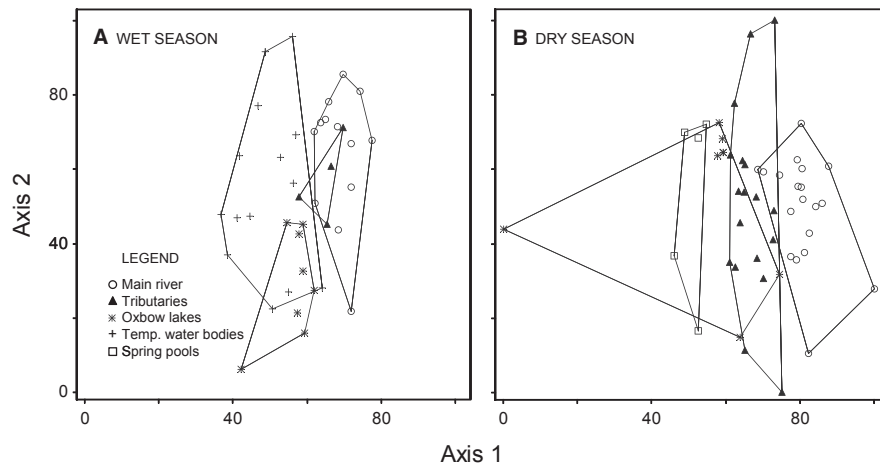 A WET SEASON
B DRY SEASON
80
40
0
Axis 2
LEGEND
Main river
Tributaries
Oxbow lakes
Temp. water bodies
Spring pools
0 40 80
0 40 80
Axis 1